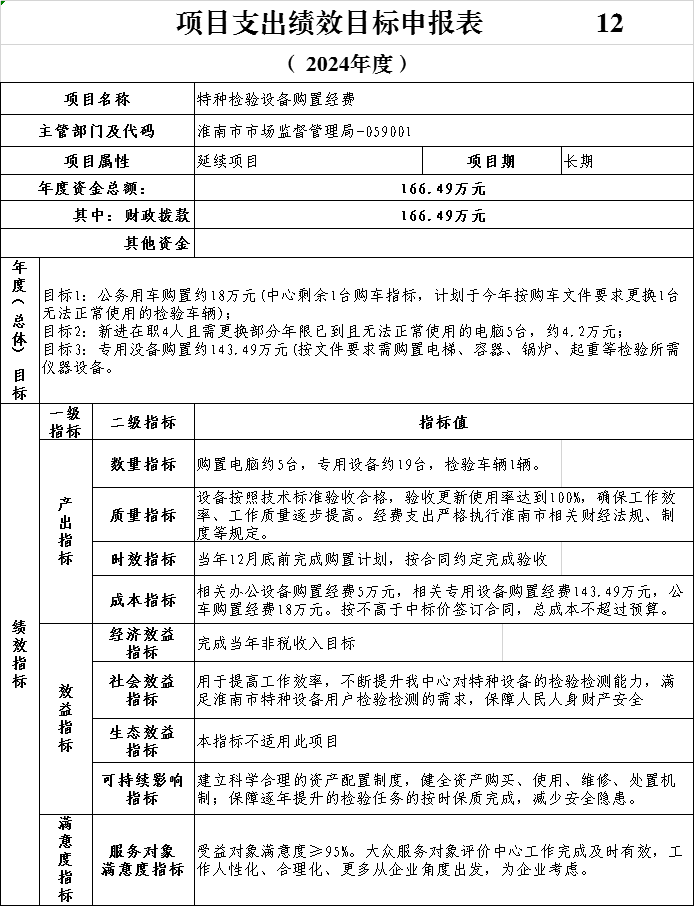 项目支出绩效目标申报表 12
（ 2024年度）
项目名称 特种检验设备购置经费
主管部门及代码 淮南市市场监督管理局-059001
项目属性 延续项目 项目期 长期
年度资金总额： 166.49万元
其中：财政拨款 166.49万元
其他资金
年度（总体）目标
目标1：公务用车购置约18万元(中心剩余1台购车指标，计划于今年按购车文件要求更换1台
无法正常使用的检验车辆)；
目标2：新进在职4人且需更换部分年限已到且无法正常使用的电脑5台，约4.2万元；
目标3：专用没备购置约143.49万元(按文件要求需购置电梯、容器、锅炉、起重等检验所需
仪器设备。
绩效指标
一级指标 二级指标 指标值
产出指标
数量指标 购置电脑约5台，专用设备约19台，检验车辆1辆。
质量指标 设备按照技术标准验收合格，验收更新使用率达到100%，确保工作效
率、工作质量逐步提高。经费支出严格执行淮南市相关财经法规、制
度等规定。
时效指标 当年12月底前完成购置计划，按合同约定完成验收
成本指标 相关办公设备购置经费5万元，相关专用设备购置经费143.49万元，公
车购置经费18万元。按不高于中标价签订合同，总成本不超过预算。
效益指标
经济效益指标 完成当年非税收入目标
社会效益指标 用于提高工作效率，不断提升我中心对特种设备的检验检测能力，满
足淮南市特种设备用户检验检测的需求，保障人民人身财产安全
生态效益指标 本指标不适用此项目
可持续影响指标 建立科学合理的资产配置制度，健全资产购买、使用、维修、处置机
制；保障逐年提升的检验任务的按时保质完成，减少安全隐患。
满意度指标
服务对象满意度指标 受益对象满意度≥95%。大众服务对象评价中心工作完成及时有效，工
作人性化、合理化、更多从企业角度出发，为企业考虑。